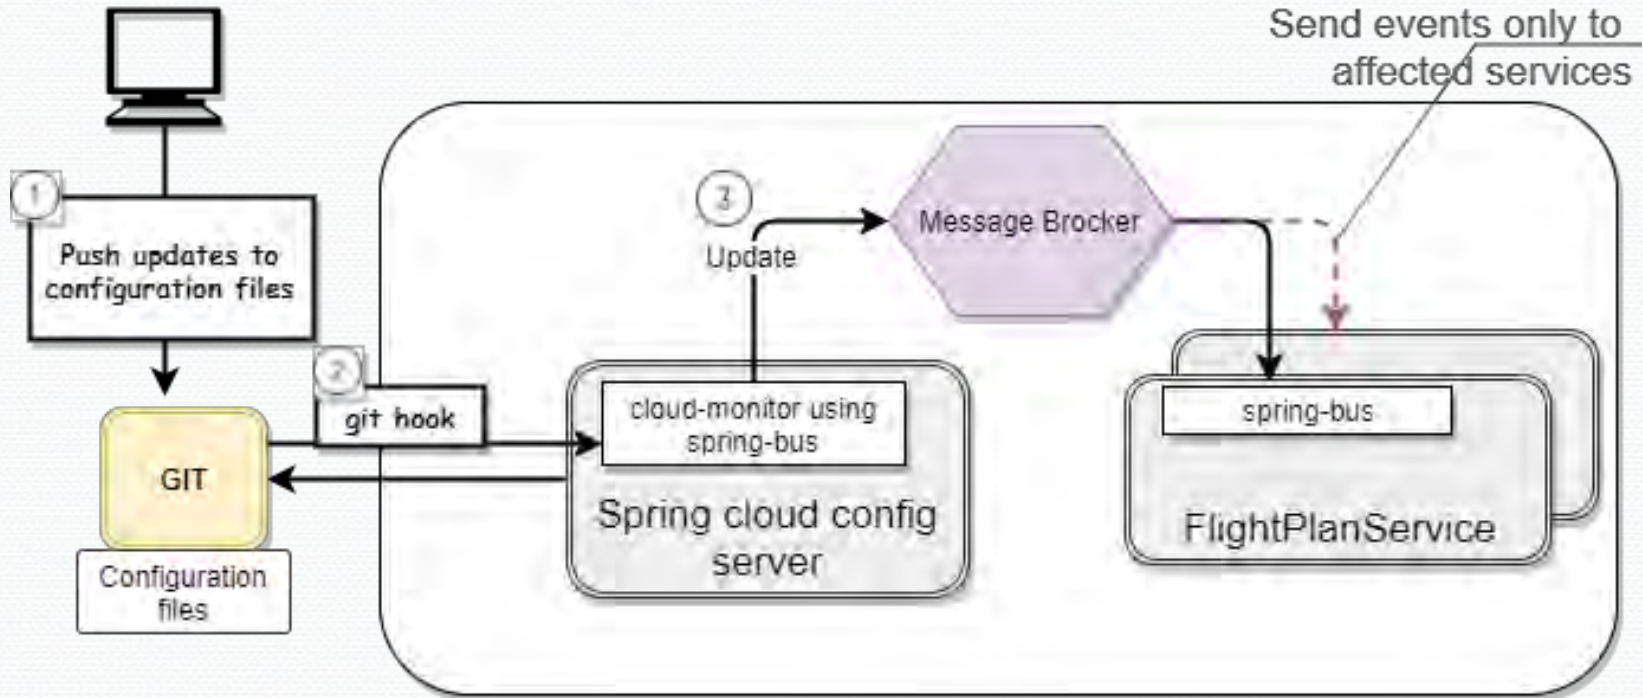 Send events only to
affected services
1
Push updates to
configuration files
2
git hook
GIT
Configuration
files
3
Update
Message Brocker
cloud-monitor using
spring-bus
Spring cloud config
server
spring-bus
FlightPlanService